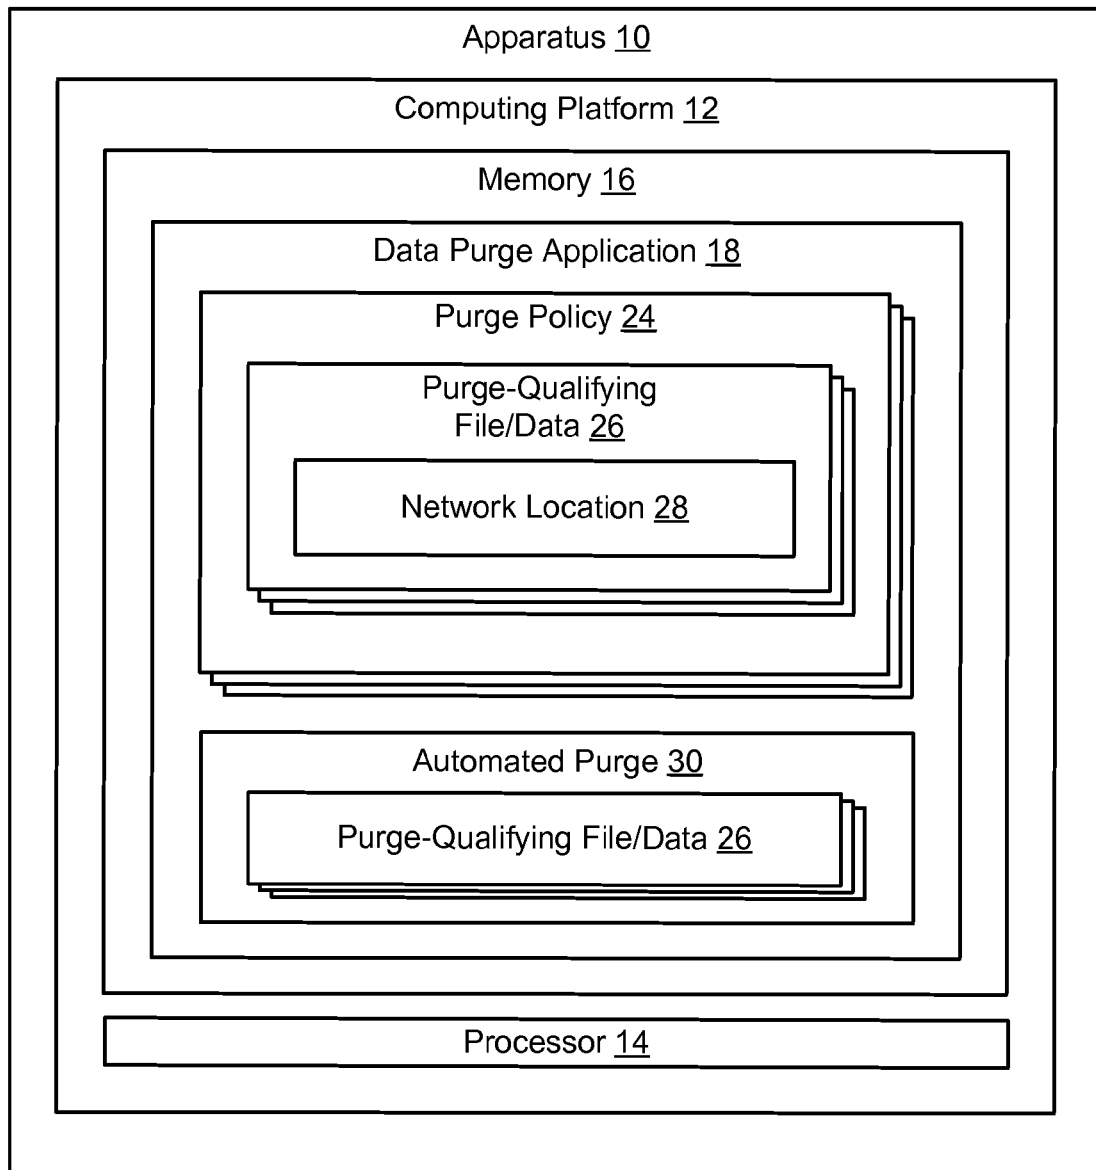 Apparatus 10
Computing Platform 12
Memory 16
Data Purge Application 18
Purge Policy 24
Purge-Qualifying
File/Data 26
Network Location 28
Automated Purge 30
Purge-Qualifying File/Data 26
Processor 14